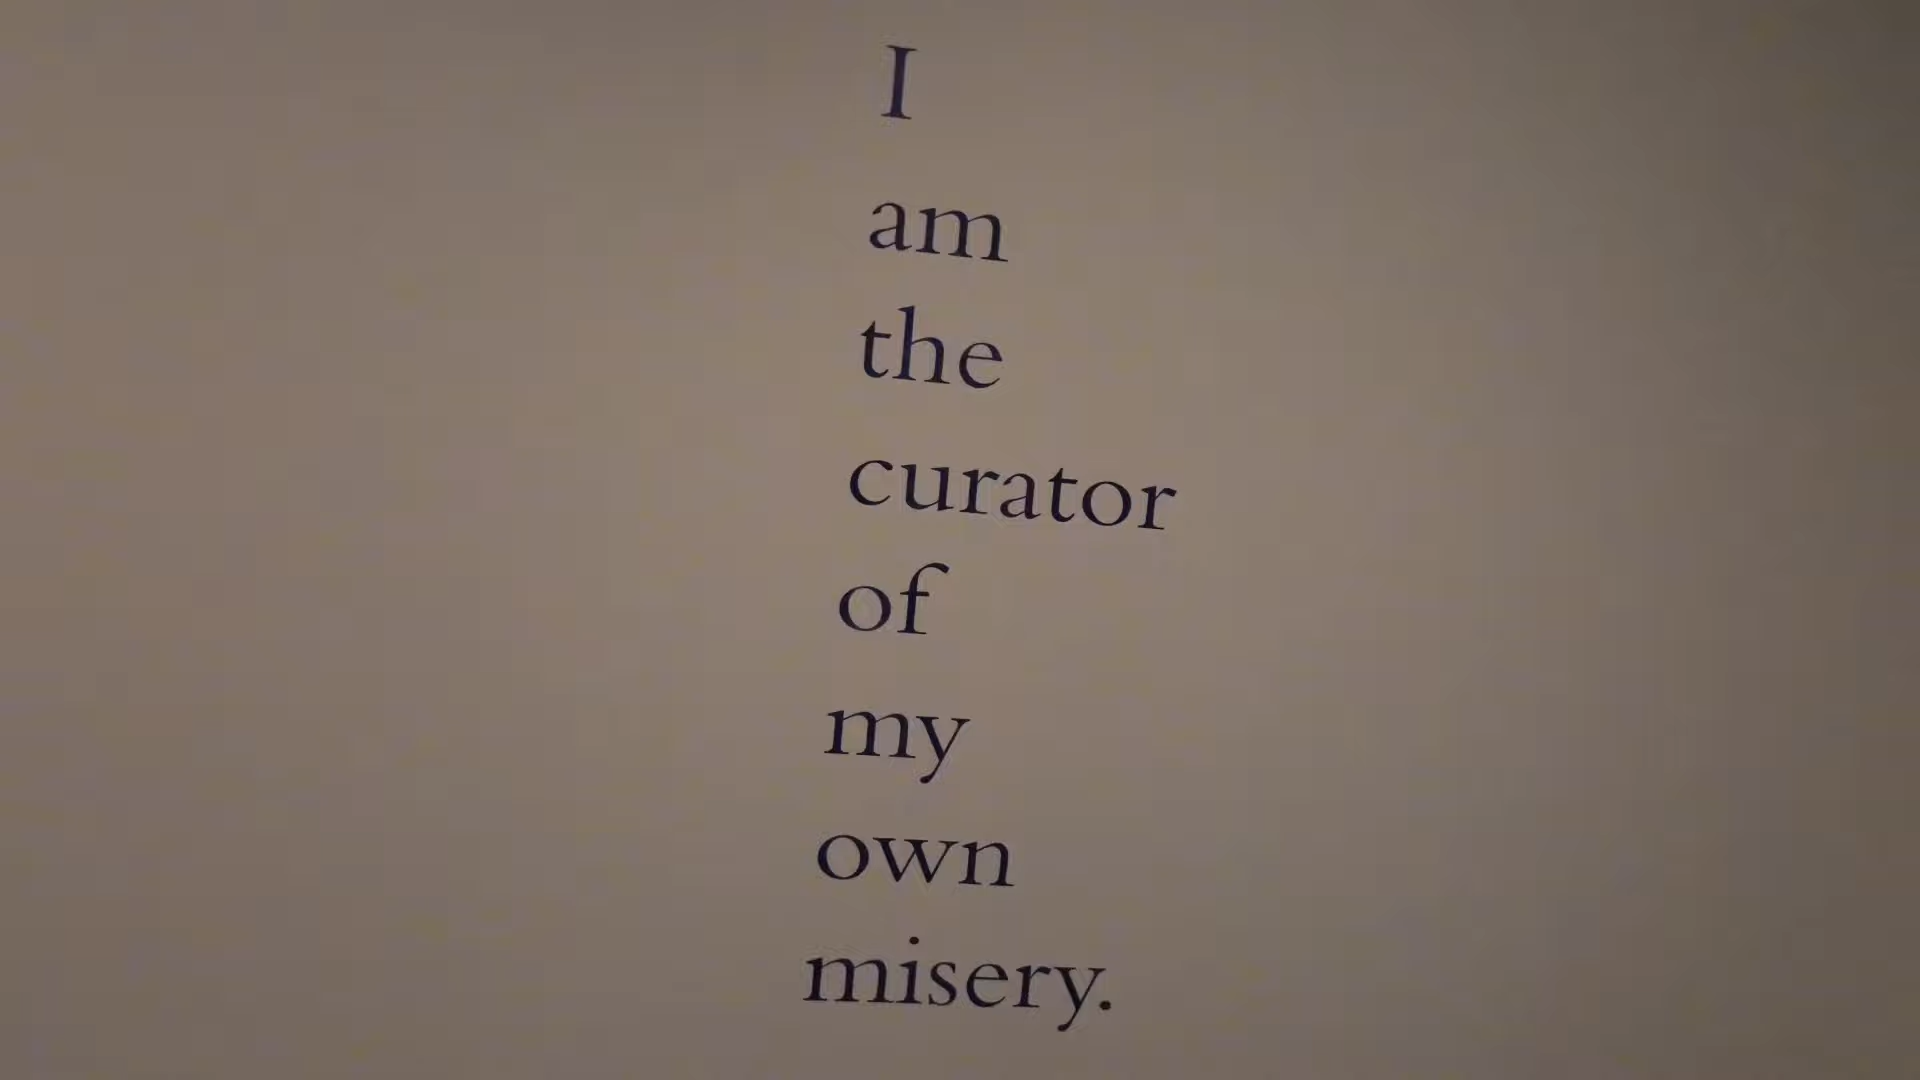 I
am
the
curator
of
my
own
misery.